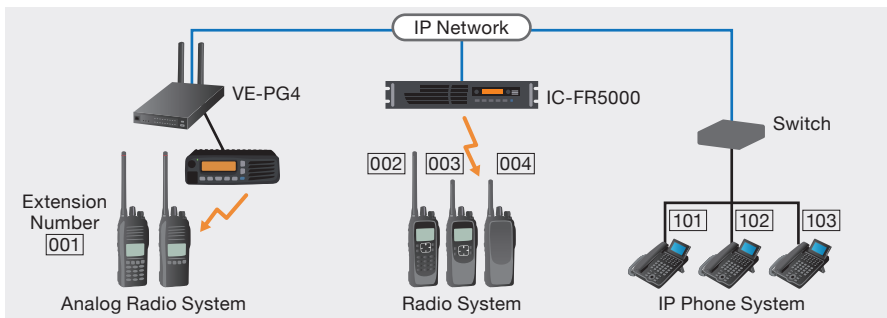 IP Network
VE-PG4
IC-FR5000
Switch
002
003
004
Extension
Number
001
101
102
103
Analog Radio System
Radio System
IP Phone System